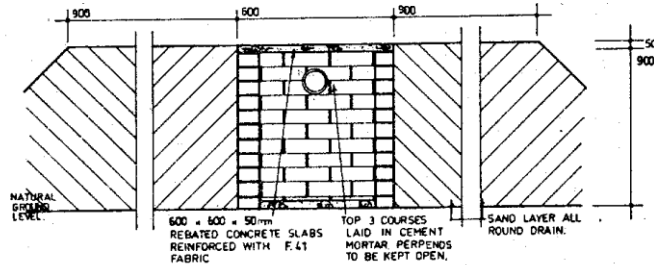 900 600 900
50
900
NATURAL
GROUND
LEVEL.
600 x 600 x 50mm
REBATED CONCRETE SLABS
REINFORCED WITH F.41
FABRIC
TOP 3 COURSES
LAID IN CEMENT
MORTAR. PERPENDS
TO BE KEPT OPEN.
SAND LAYER ALL
ROUND DRAIN.